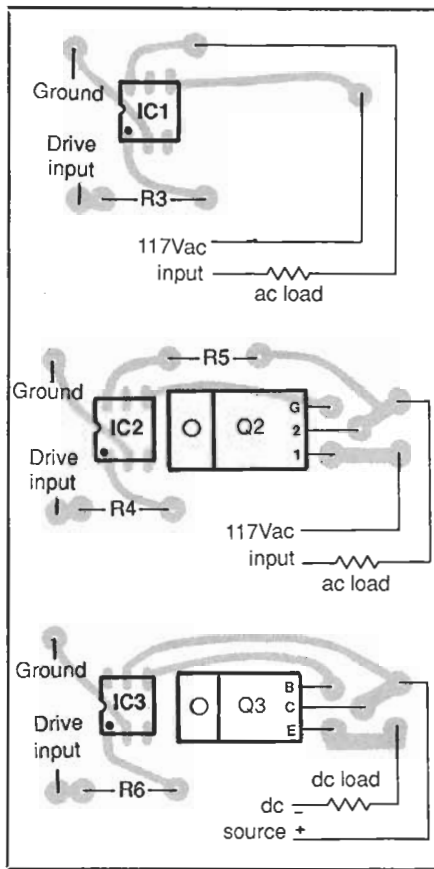 Ground
IC1
Drive
input
R3
117Vac
input
ac load
R5
Ground
IC2
Q2
G
2
1
Drive
input
R4
117Vac
input
ac load
Ground
IC3
Q3
B
C
E
Drive
input
R6
dc load
dc –
source +